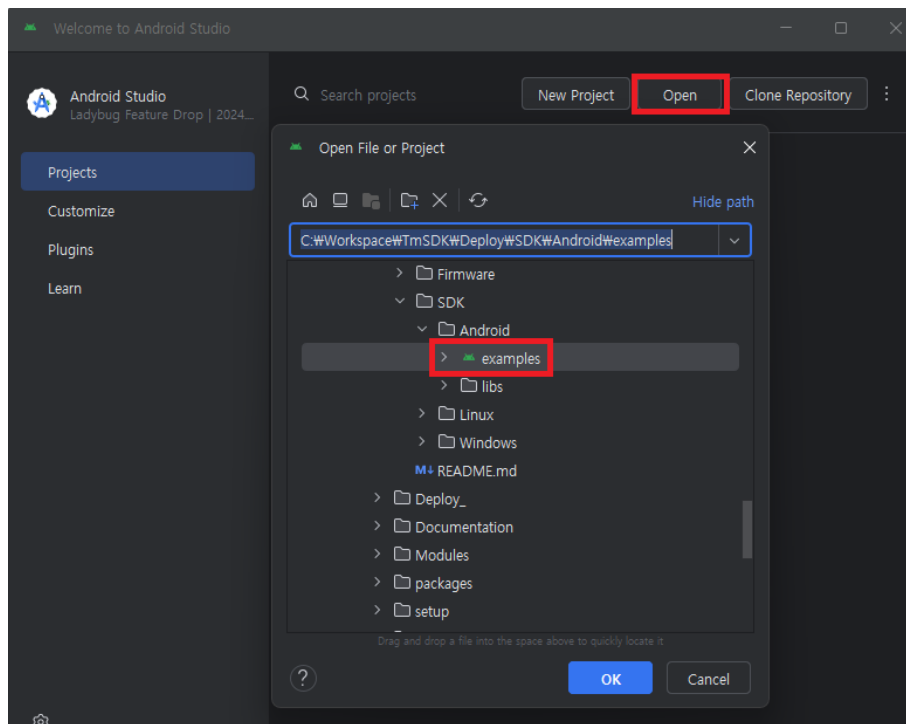 Welcome to Android Studio
Android Studio
Ladybug Feature Drop | 2024...
Search projects
New Project
Open
Clone Repository
Projects
Customize
Plugins
Learn
Open File or Project
Hide path
C:₩Workspace₩TmSDK₩Deploy₩SDK₩Android₩examples
Firmware
SDK
Android
examples
libs
Linux
Windows
M↓ README.md
Deploy_
Documentation
Modules
packages
setup
Drag and drop a file into the space above to quickly locate it
?
OK
Cancel